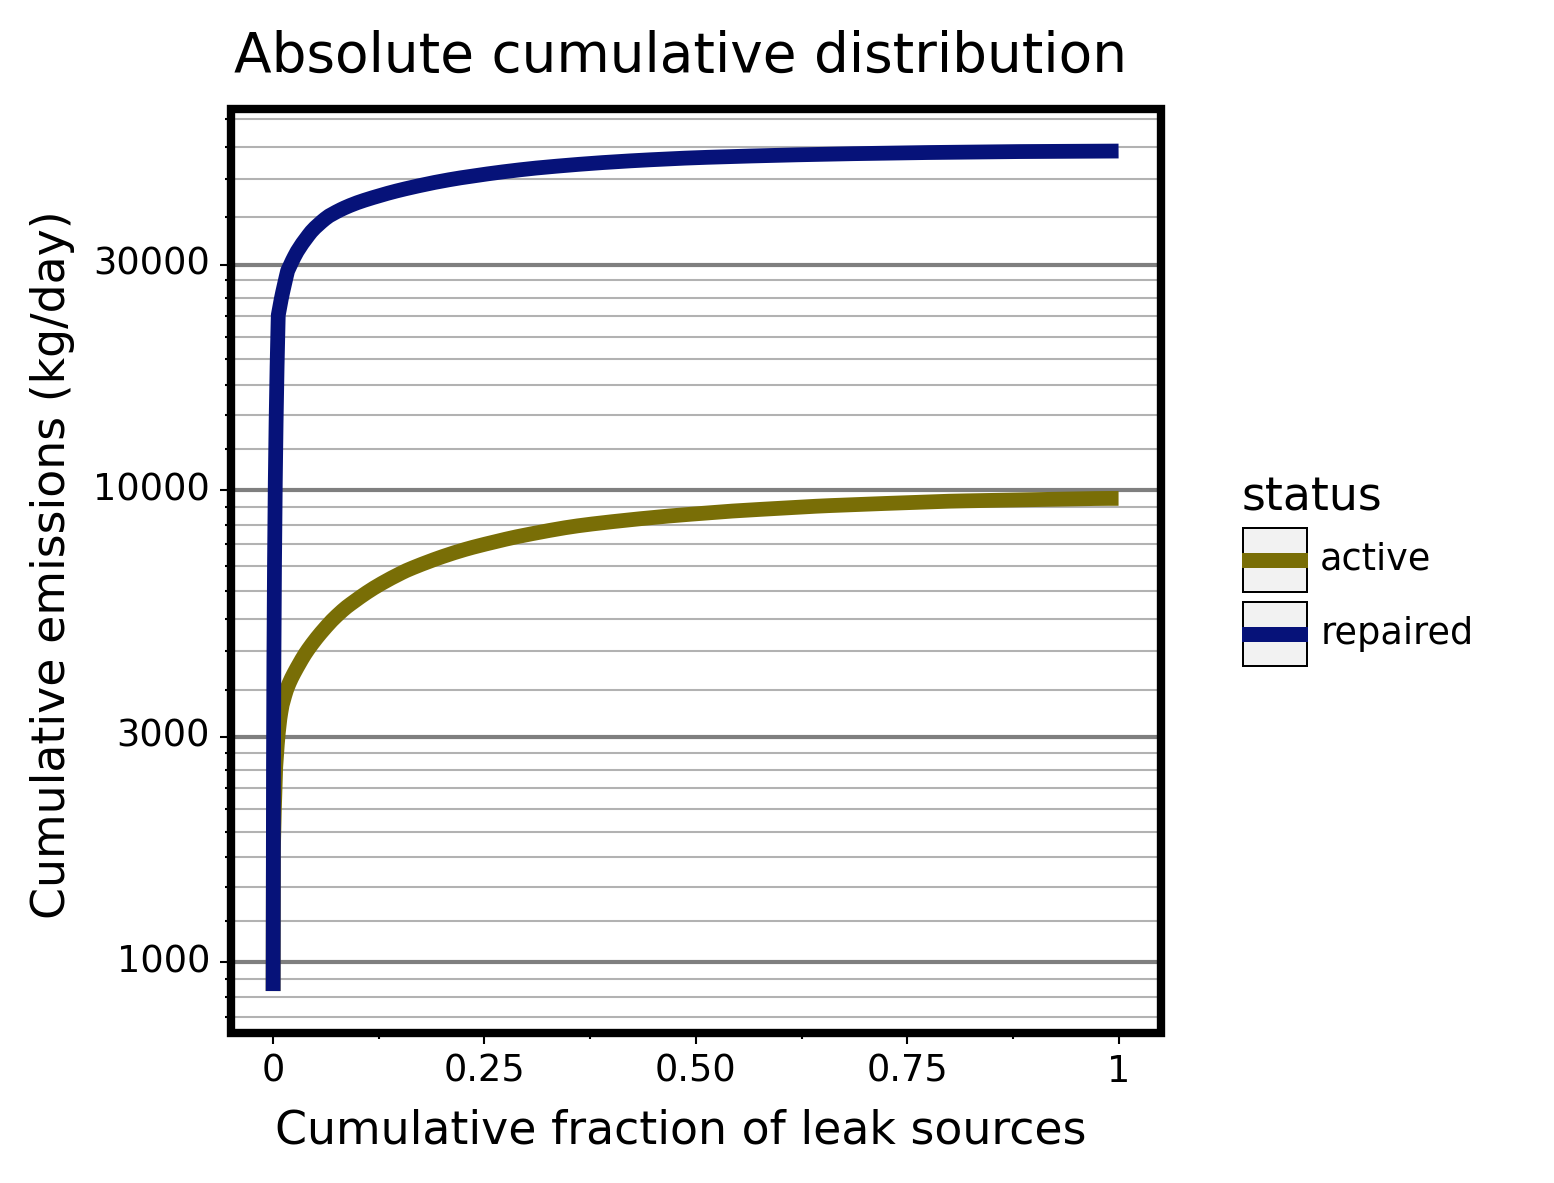 Absolute cumulative distribution
Cumulative emissions (kg/day)
30000
10000
3000
1000
0 0.25 0.50 0.75 1
Cumulative fraction of leak sources
status
active
repaired